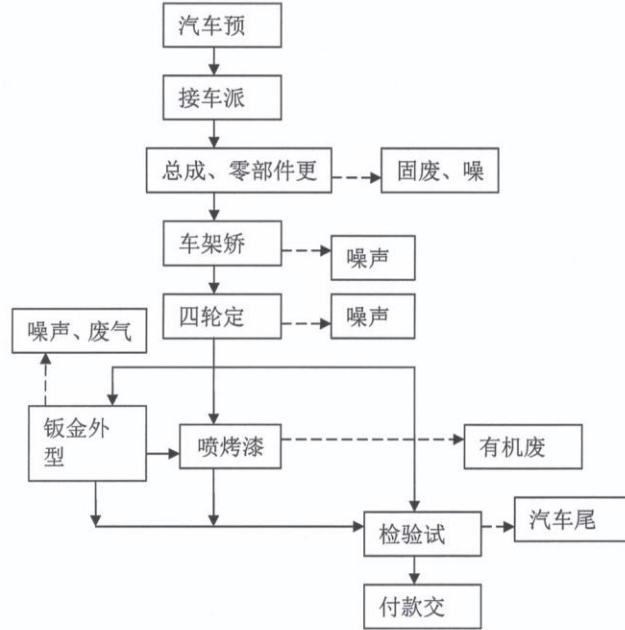 汽车预
接车派
总成、零部件更
固废、噪
车架矫
噪声
四轮定
噪声
噪声、废气
钣金外
型
喷烤漆
有机废
检验试
汽车尾
付款交